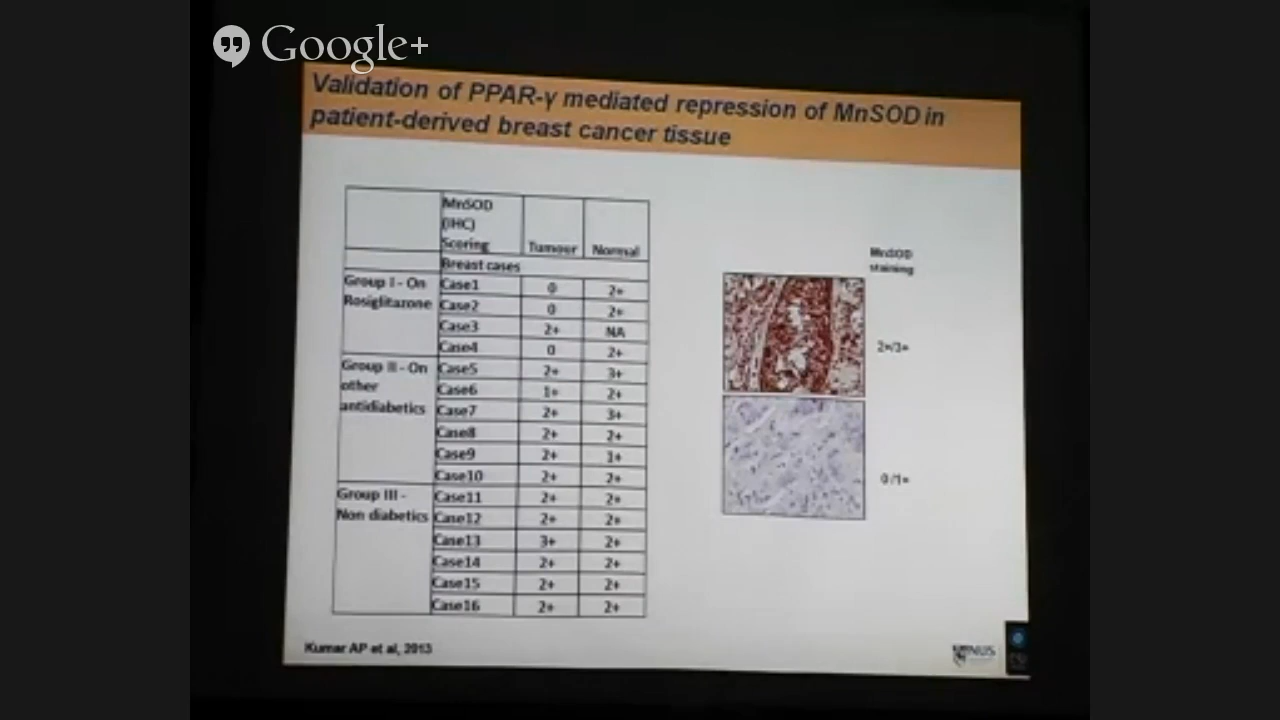 Google+
Validation of PPAR-γ mediated repression of MnSOD in
patient-derived breast cancer tissue
MnSOD
(IHC)
Scoring Tumour Normal
Breast cases
Group I - On
Rosiglitazone
Case1 0 2+
Case2 0 2+
Case3 2+ NA
Case4 0 2+
Group II - On
other
antidiabetics
Case5 2+ 3+
Case6 1+ 2+
Case7 2+ 3+
Case8 2+ 2+
Case9 2+ 1+
Case10 2+ 2+
Group III -
Non diabetics
Case11 2+ 2+
Case12 2+ 2+
Case13 3+ 2+
Case14 2+ 2+
Case15 2+ 2+
Case16 2+ 2+
MnSOD
staining
2+/3+
0/1+
Kumar AP et al, 2013
NUS